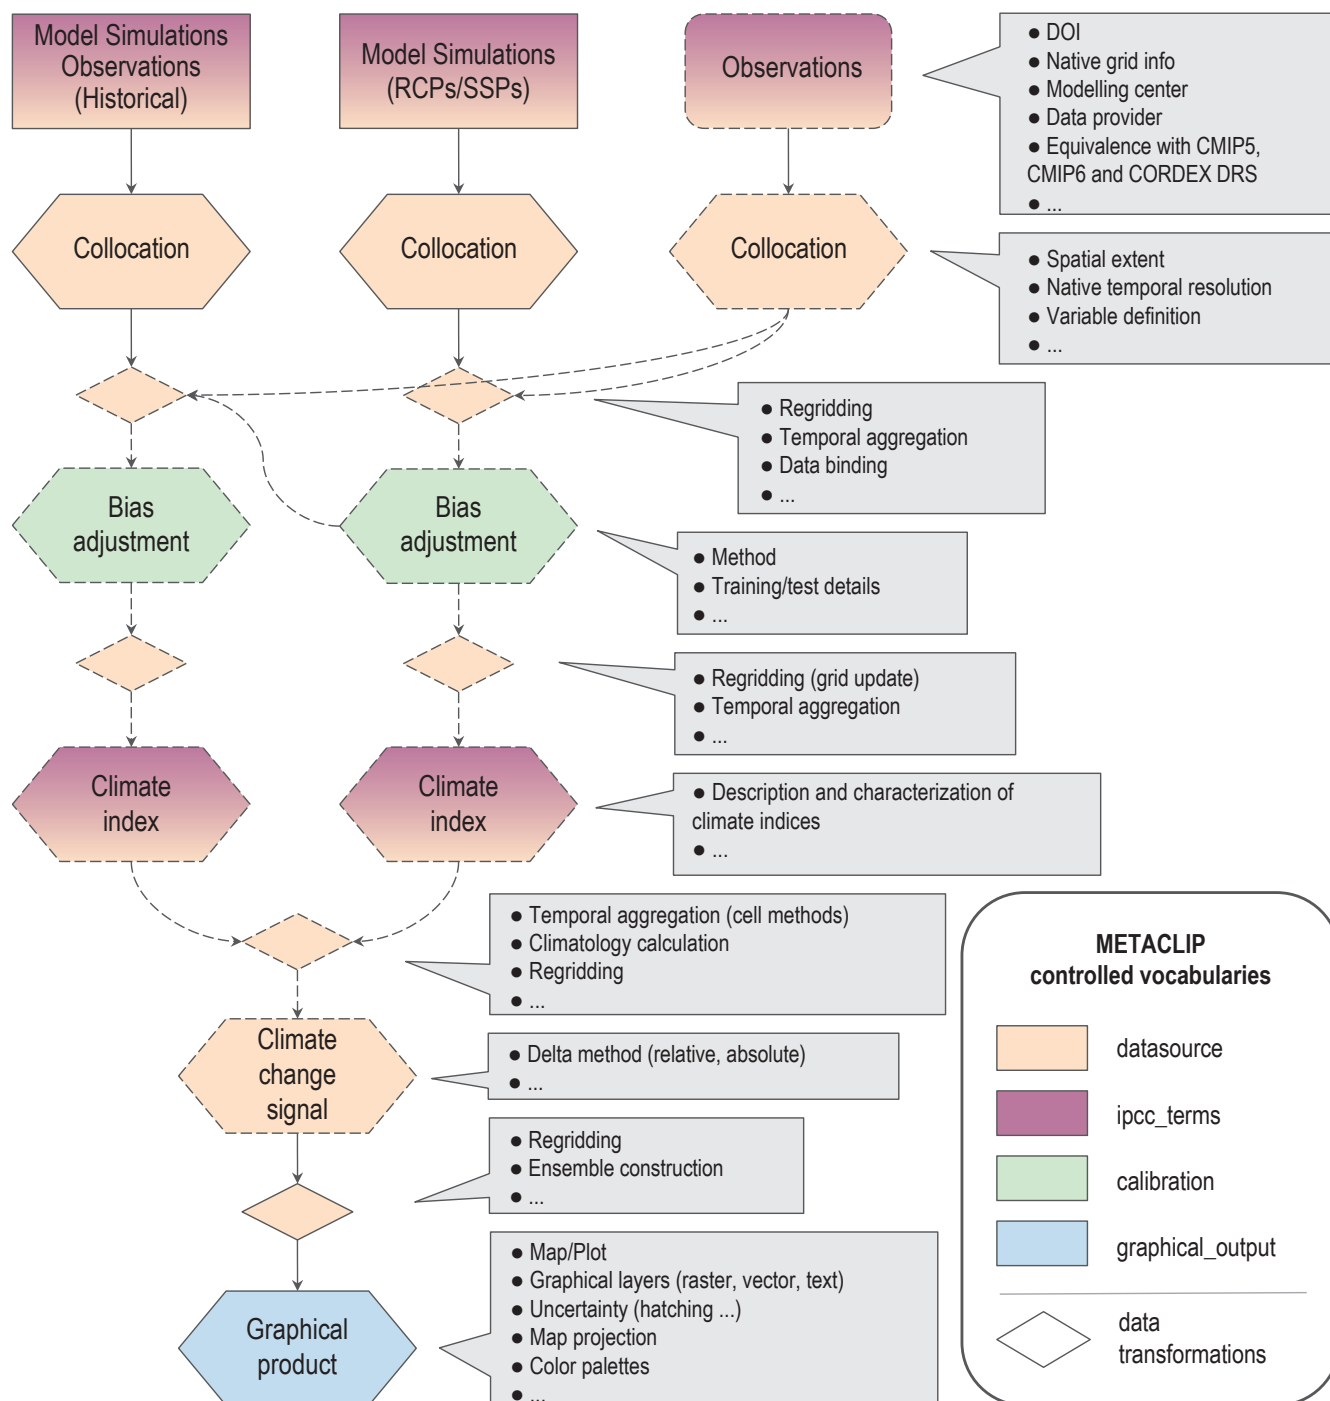 Model Simulations
Observations
(Historical)
Model Simulations
(RCPs/SSPs)
Observations
● DOI
● Native grid info
● Modelling center
● Data provider
● Equivalence with CMIP5,
CMIP6 and CORDEX DRS
● ...
Collocation
Collocation
Collocation
● Spatial extent
● Native temporal resolution
● Variable definition
● ...
● Regridding
● Temporal aggregation
● Data binding
● ...
Bias
adjustment
Bias
adjustment
● Method
● Training/test details
● ...
● Regridding (grid update)
● Temporal aggregation
● ...
Climate
index
Climate
index
● Description and characterization of
climate indices
● ...
● Temporal aggregation (cell methods)
● Climatology calculation
● Regridding
● ...
Climate
change
signal
● Delta method (relative, absolute)
● ...
● Regridding
● Ensemble construction
● ...
Graphical
product
● Map/Plot
● Graphical layers (raster, vector, text)
● Uncertainty (hatching ...)
● Map projection
● Color palettes
● ...
METACLIP
controlled vocabularies
datasource
ipcc_terms
calibration
graphical_output
data
transformations